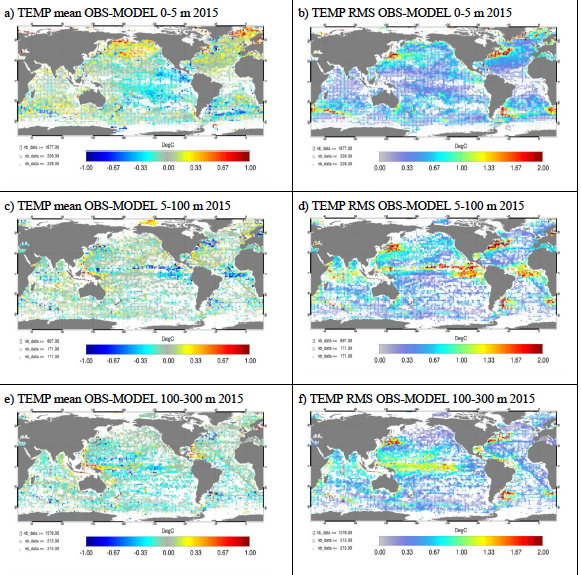 a) TEMP mean OBS-MODEL 0-5 m 2015
b) TEMP RMS OBS-MODEL 0-5 m 2015
DegC
-1.00 -0.67 -0.33 0.00 0.33 0.67 1.00
DegC
0.00 0.33 0.67 1.00 1.33 1.67 2.00
c) TEMP mean OBS-MODEL 5-100 m 2015
d) TEMP RMS OBS-MODEL 5-100 m 2015
DegC
-1.00 -0.67 -0.33 0.00 0.33 0.67 1.00
DegC
0.00 0.33 0.67 1.00 1.33 1.67 2.00
e) TEMP mean OBS-MODEL 100-300 m 2015
f) TEMP RMS OBS-MODEL 100-300 m 2015
DegC
-1.00 -0.67 -0.33 0.00 0.33 0.67 1.00
DegC
0.00 0.33 0.67 1.00 1.33 1.67 2.00